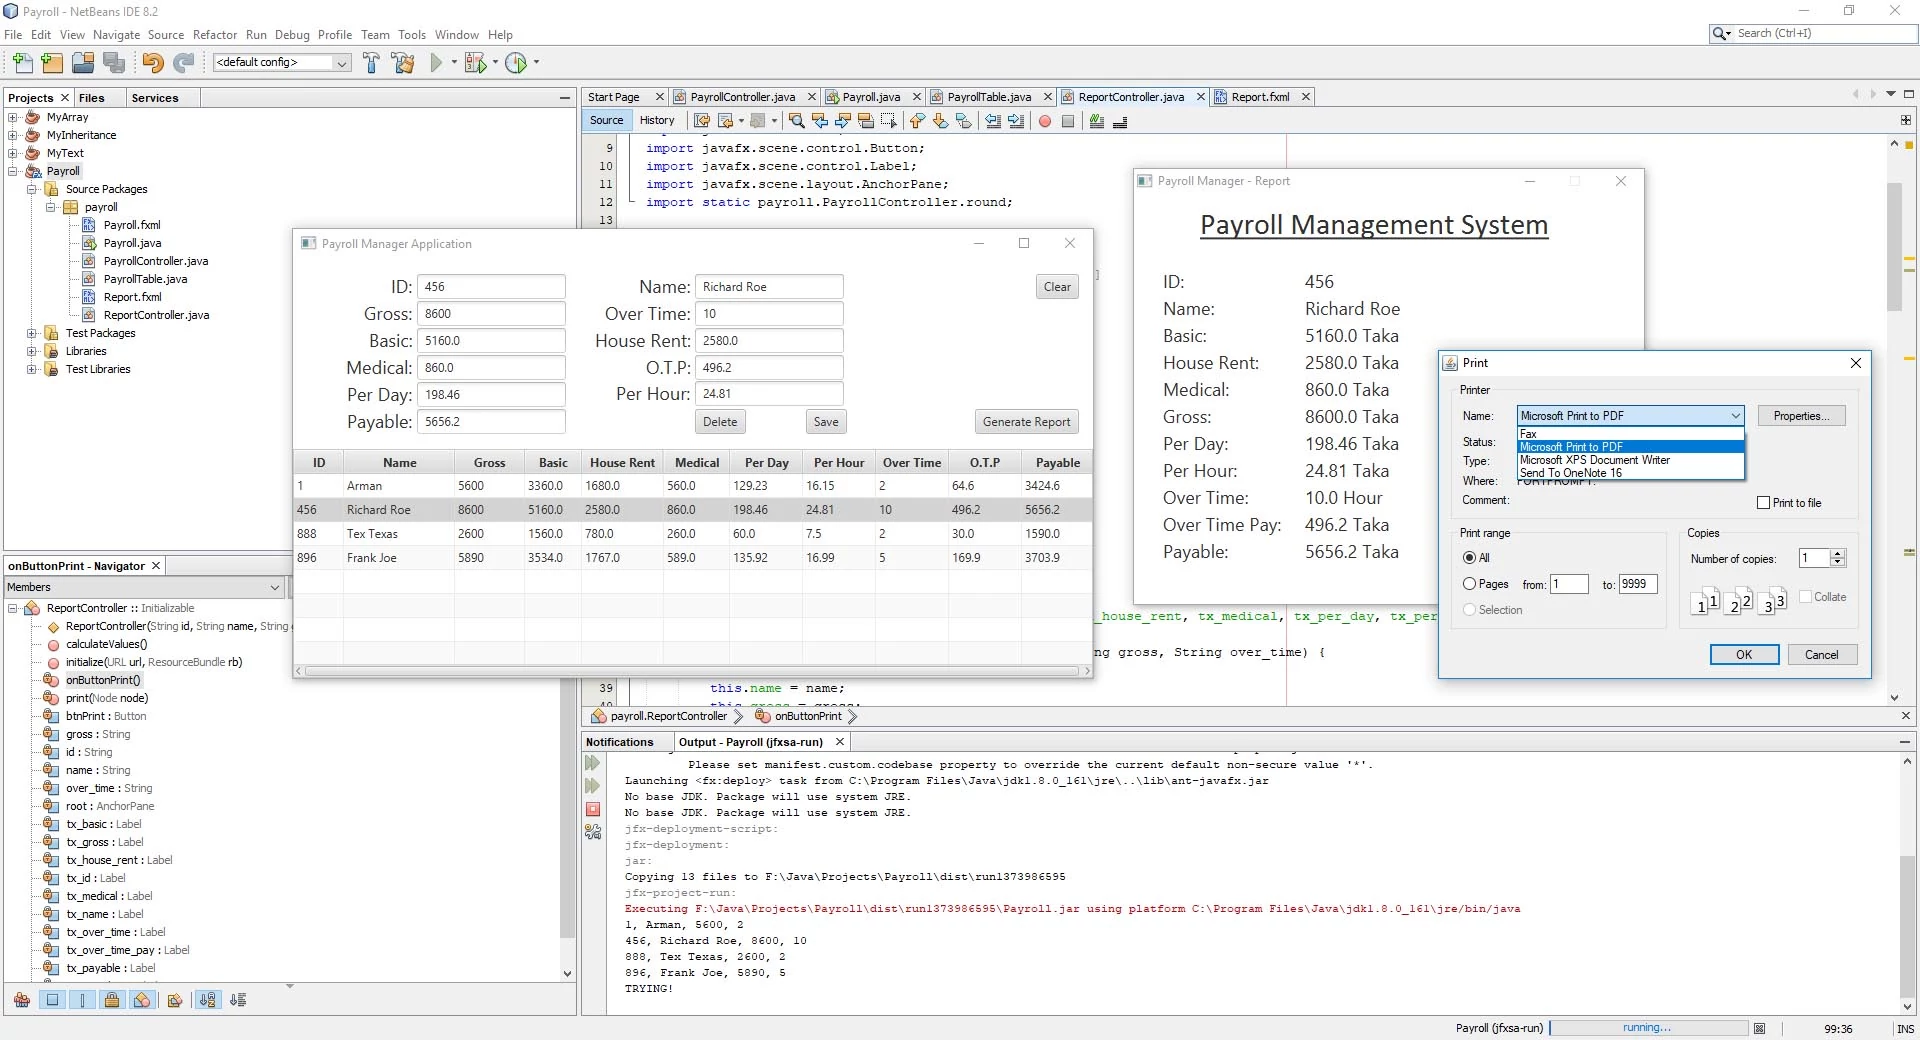 Payroll - NetBeans IDE 8.2
File Edit View Navigate Source Refactor Run Debug Profile Team Tools Window Help
Search (Ctrl+I)
<default config>
Projects Files Services
MyArray
MyInheritance
MyText
Payroll
Source Packages
payroll
Payroll.fxml
Payroll.java
PayrollController.java
PayrollTable.java
Report.fxml
ReportController.java
Test Packages
Libraries
Test Libraries
onButtonPrint - Navigator
Members
ReportController :: Initializable
ReportController(String id, String name, String
calculateValues()
initialize(URL url, ResourceBundle rb)
onButtonPrint()
print(Node node)
btnPrint : Button
gross : String
id : String
name : String
over_time : String
root : AnchorPane
tx_basic : Label
tx_gross : Label
tx_house_rent : Label
tx_id : Label
tx_medical : Label
tx_name : Label
tx_over_time : Label
tx_over_time_pay : Label
tx_payable : Label
Start Page PayrollController.java Payroll.java PayrollTable.java ReportController.java Report.fxml
Source History
9 import javafx.scene.control.Button;
10 import javafx.scene.control.Label;
11 import javafx.scene.layout.AnchorPane;
12 import static payroll.PayrollController.round;
13
_house_rent, tx_medical, tx_per_day, tx_per
ng gross, String over_time) {
39 this.name = name;
payroll.ReportController onButtonPrint
Payroll Manager Application
ID: 456 Name: Richard Roe Clear
Gross: 8600 Over Time: 10
Basic: 5160.0 House Rent: 2580.0
Medical: 860.0 O.T.P: 496.2
Per Day: 198.46 Per Hour: 24.81
Payable: 5656.2 Delete Save Generate Report
ID Name Gross Basic House Rent Medical Per Day Per Hour Over Time O.T.P Payable
1 Arman 5600 3360.0 1680.0 560.0 129.23 16.15 2 64.6 3424.6
456 Richard Roe 8600 5160.0 2580.0 860.0 198.46 24.81 10 496.2 5656.2
888 Tex Texas 2600 1560.0 780.0 260.0 60.0 7.5 2 30.0 1590.0
896 Frank Joe 5890 3534.0 1767.0 589.0 135.92 16.99 5 169.9 3703.9
Payroll Manager - Report
Payroll Management System
ID: 456
Name: Richard Roe
Basic: 5160.0 Taka
House Rent: 2580.0 Taka
Medical: 860.0 Taka
Gross: 8600.0 Taka
Per Day: 198.46 Taka
Per Hour: 24.81 Taka
Over Time: 10.0 Hour
Over Time Pay: 496.2 Taka
Payable: 5656.2 Taka
Print
Printer
Name: Microsoft Print to PDF Properties...
Fax
Status: Microsoft Print to PDF
Type: Microsoft XPS Document Writer
Send To OneNote 16
Where: PORTPROMPT:
Comment: Print to file
Print range
All
Pages from: 1 to: 9999
Selection
Copies
Number of copies: 1
11 22 33 Collate
OK Cancel
Notifications Output - Payroll (jfxsa-run)
Please set manifest.custom.codebase property to override the current default non-secure value '*'.
Launching <fx:deploy> task from C:\Program Files\Java\jdk1.8.0_161\jre\..\lib\ant-javafx.jar
No base JDK. Package will use system JRE.
No base JDK. Package will use system JRE.
jfx-deployment-script:
jfx-deployment:
jar:
Copying 13 files to F:\Java\Projects\Payroll\dist\run1373986595
jfx-project-run:
Executing F:\Java\Projects\Payroll\dist\run1373986595\Payroll.jar using platform C:\Program Files\Java\jdk1.8.0_161\jre/bin/java
1, Arman, 5600, 2
456, Richard Roe, 8600, 10
888, Tex Texas, 2600, 2
896, Frank Joe, 5890, 5
TRYING!
Payroll (jfxsa-run) running... 99:36 INS